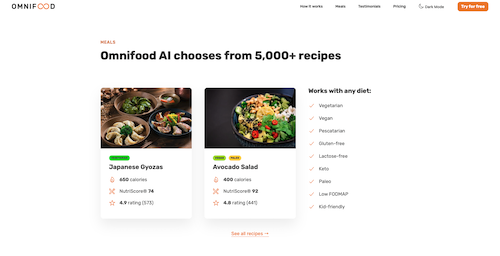 OMNIFOOD
How it works
Meals
Testimonials
Pricing
Dark Mode
Try for free
MEALS
Omnifood AI chooses from 5,000+ recipes
Japanese Gyozas
650 calories
NutriScore® 74
4.9 rating (573)
VEGAN PALEO
Avocado Salad
400 calories
NutriScore® 92
4.8 rating (441)
Works with any diet:
Vegetarian
Vegan
Pescatarian
Gluten-free
Lactose-free
Keto
Paleo
Low FODMAP
Kid-friendly
See all recipes →